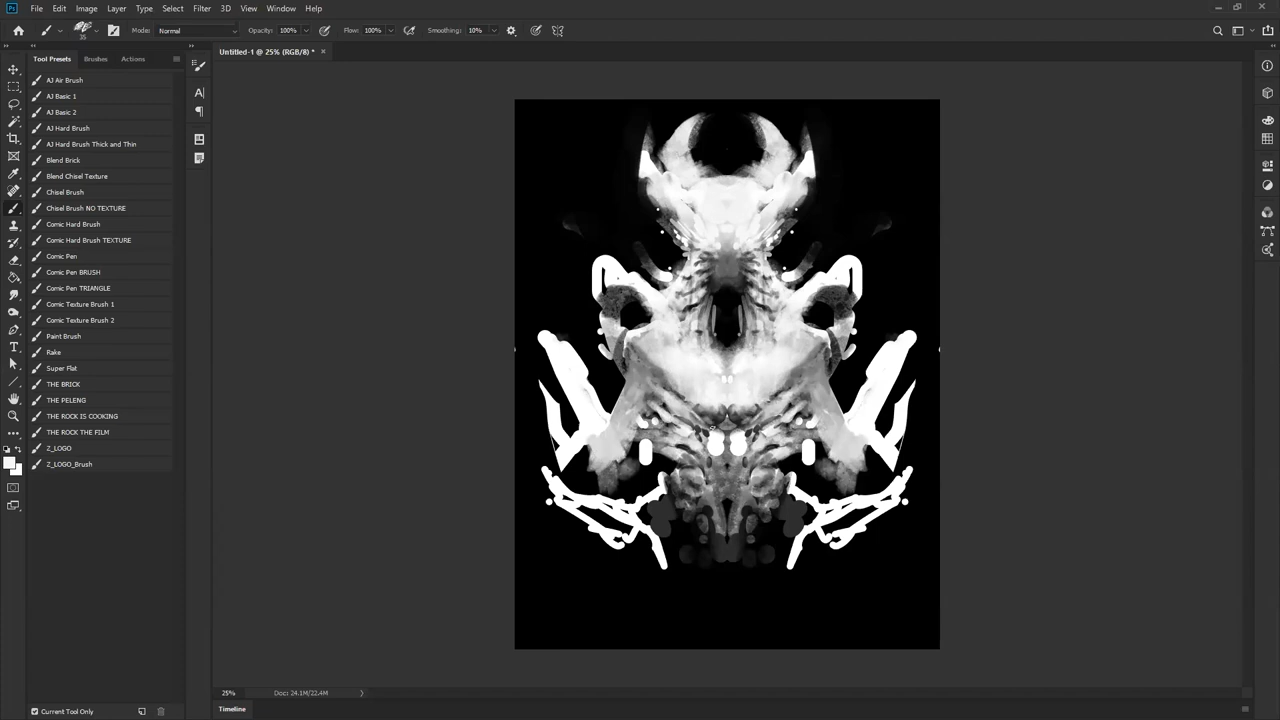 Ps File Edit Image Layer Type Select Filter 3D View Window Help
35 Mode: Normal Opacity: 100% Flow: 100% Smoothing: 10%
Tool Presets Brushes Actions
Untitled-1 @ 25% (RGB/8) *
AJ Air Brush
AJ Basic 1
AJ Basic 2
AJ Hard Brush
AJ Hard Brush Thick and Thin
Blend Brick
Blend Chisel Texture
Chisel Brush
Chisel Brush NO TEXTURE
Comic Hard Brush
Comic Hard Brush TEXTURE
Comic Pen
Comic Pen BRUSH
Comic Pen TRIANGLE
Comic Texture Brush 1
Comic Texture Brush 2
Paint Brush
Rake
Super Flat
THE BRICK
THE PELENG
THE ROCK IS COOKING
THE ROCK THE FILM
Z_LOGO
Z_LOGO_Brush
25% Doc: 24.1M/22.4M
Current Tool Only
Timeline